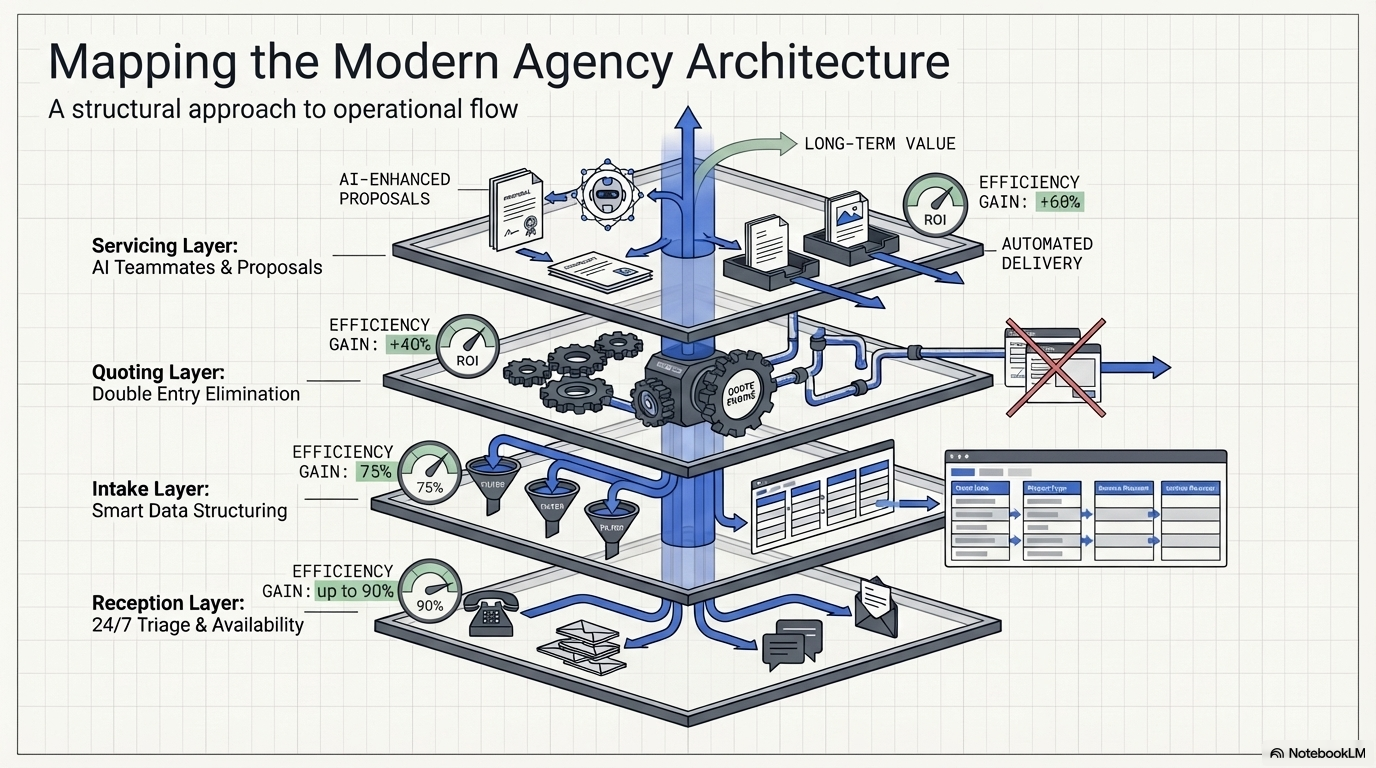 Mapping the Modern Agency Architecture
A structural approach to operational flow
LONG-TERM VALUE
AI-ENHANCED
PROPOSALS
EFFICIENCY
GAIN: +60%
ROI
AUTOMATED
DELIVERY
Servicing Layer:
AI Teammates & Proposals
EFFICIENCY
GAIN: +40%
ROI
Quoting Layer:
Double Entry Elimination
EFFICIENCY
GAIN: 75%
75%
Intake Layer:
Smart Data Structuring
EFFICIENCY
GAIN: up to 90%
90%
Reception Layer:
24/7 Triage & Availability
NotebookLM